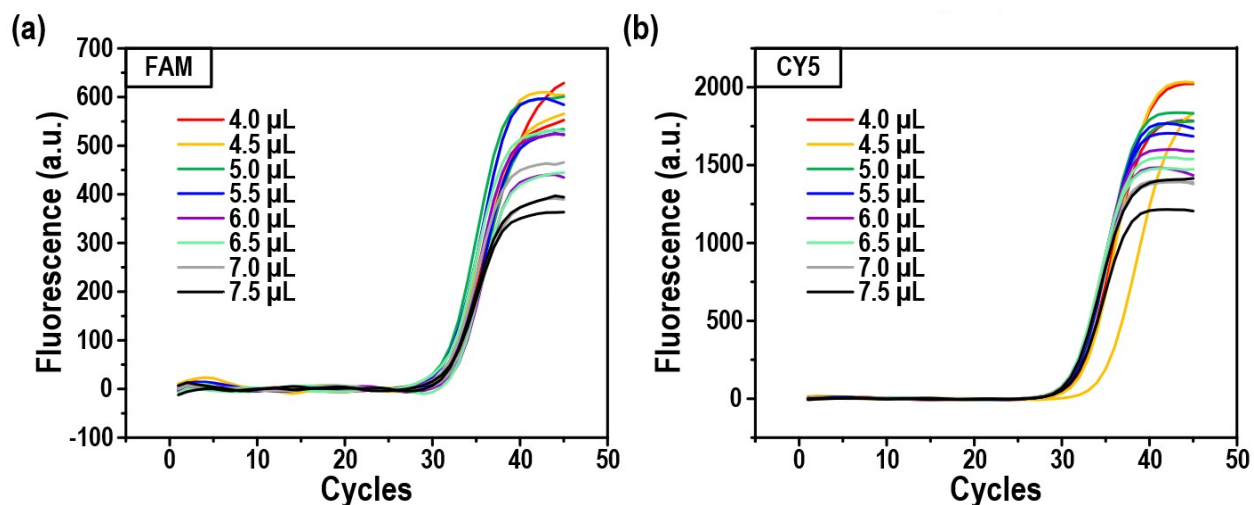 (a)
700
600
500
400
300
200
100
0
-100
FAM
4.0 µL
4.5 µL
5.0 µL
5.5 µL
6.0 µL
6.5 µL
7.0 µL
7.5 µL
Fluorescence (a.u.)
0 10 20 30 40 50
Cycles
(b)
2000
1500
1000
500
0
CY5
4.0 µL
4.5 µL
5.0 µL
5.5 µL
6.0 µL
6.5 µL
7.0 µL
7.5 µL
Fluorescence (a.u.)
0 10 20 30 40 50
Cycles